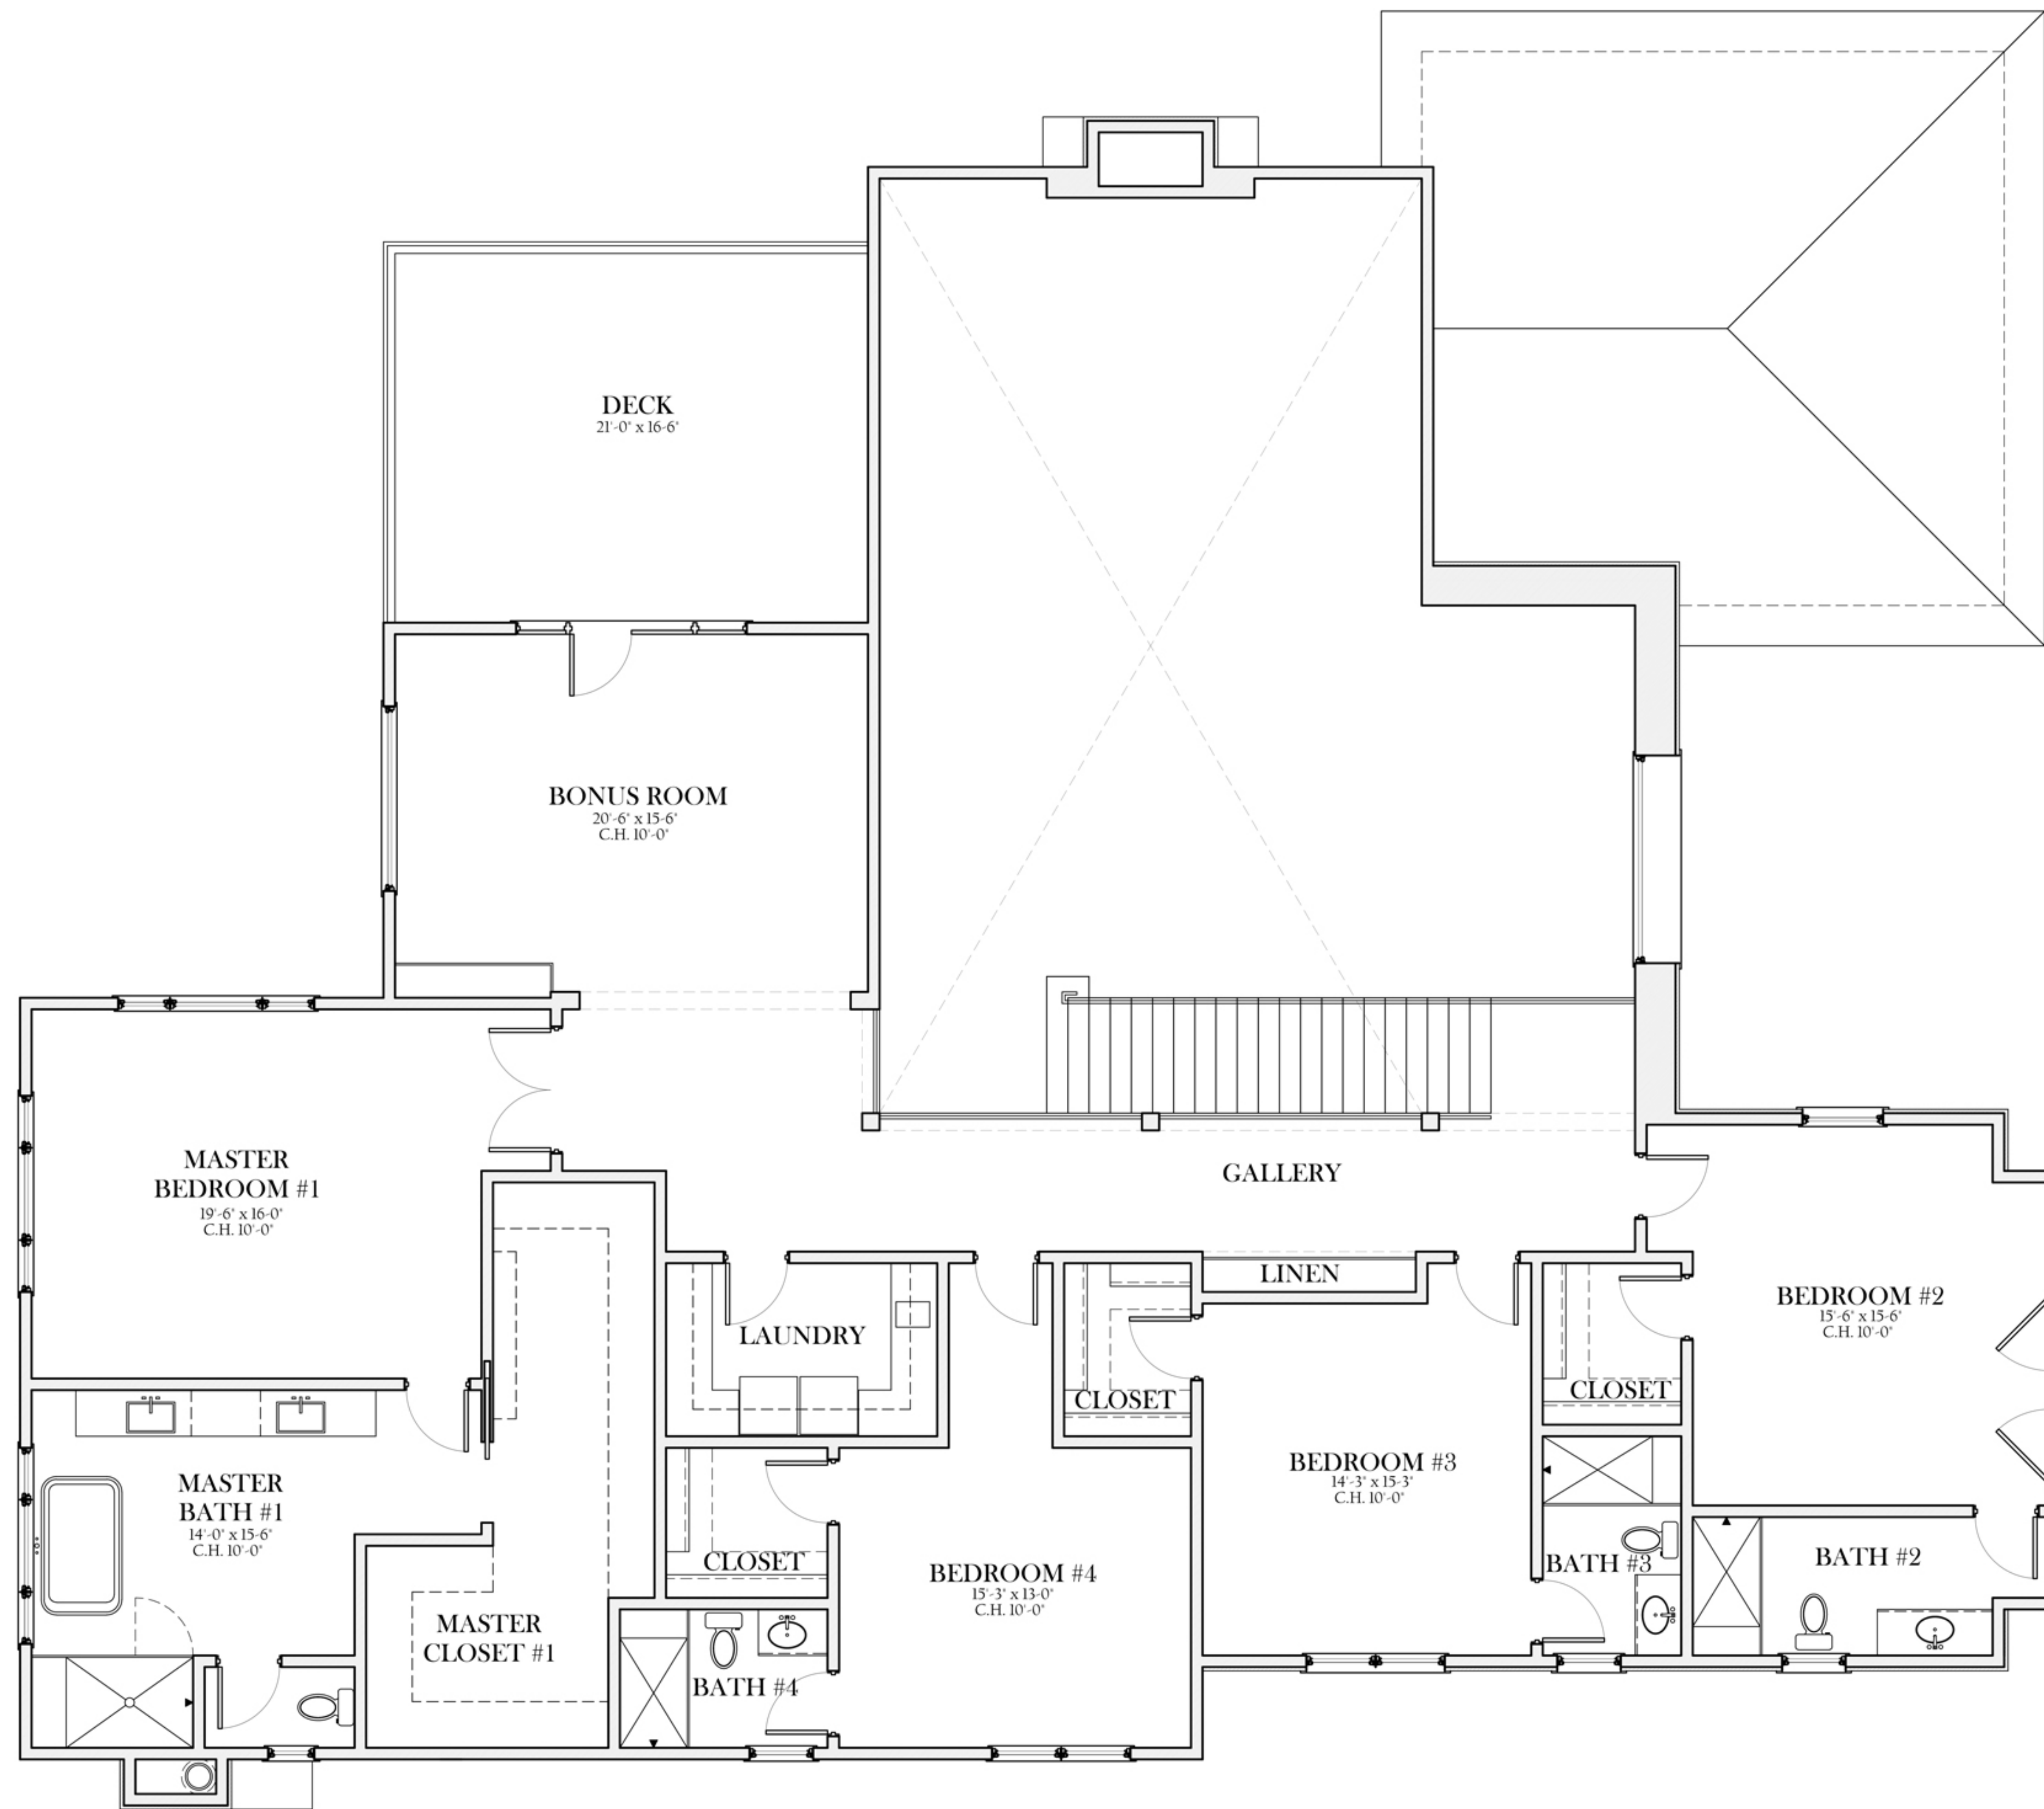 DECK
21'-0" x 16-6"
BONUS ROOM
20'-6" x 15'-6"
C.H. 10'-0"
MASTER
BEDROOM #1
19'-6" x 16'-0"
C.H. 10'-0"
GALLERY
LINEN
BEDROOM #2
15'-6" x 15'-6"
C.H. 10'-0"
LAUNDRY
CLOSET
CLOSET
BEDROOM #3
14'-3" x 15'-3"
C.H. 10'-0"
MASTER
BATH #1
14'-0" x 15'-6"
C.H. 10'-0"
CLOSET
BEDROOM #4
15'-3" x 13'-0"
C.H. 10'-0"
BATH #3
BATH #2
MASTER
CLOSET #1
BATH #4